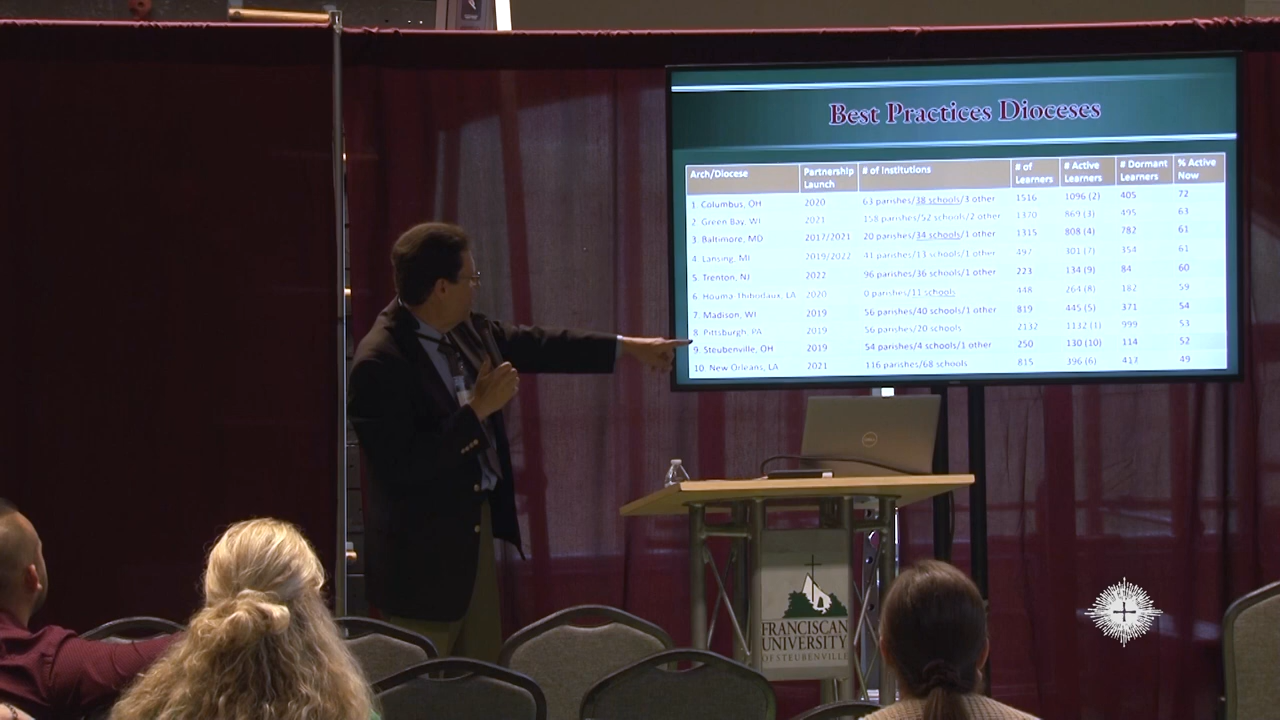 Best Practices Dioceses
Arch/Diocese Partnership Launch # of Institutions # of Learners # Active Learners # Dormant Learners % Active Now
1. Columbus, OH 2020 63 parishes/38 schools/3 other 1516 1096 (2) 405 72
2. Green Bay, WI 2021 158 parishes/52 schools/2 other 1370 869 (3) 495 63
3. Baltimore, MD 2017/2021 20 parishes/34 schools/1 other 1315 808 (4) 782 61
4. Lansing, MI 2019/2022 41 parishes/11 schools/1 other 497 301 (7) 354 61
5. Trenton, NJ 2022 96 parishes/36 schools/1 other 223 134 (9) 84 60
6. Houma-Thibodaux, LA 2020 0 parishes/11 schools 448 264 (8) 182 59
7. Madison, WI 2019 56 parishes/40 schools/1 other 819 445 (5) 371 54
8. Pittsburgh, PA 2019 56 parishes/20 schools 2132 1132 (1) 999 53
9. Steubenville, OH 2019 54 parishes/4 schools/1 other 250 130 (10) 114 52
10. New Orleans, LA 2021 116 parishes/68 schools 815 396 (6) 417 49
DELL
FRANCISCAN
UNIVERSITY
OF STEUBENVILLE